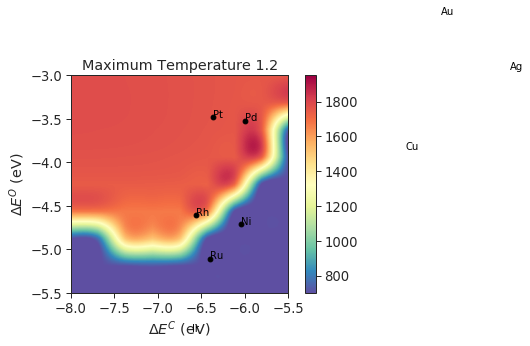 Au
Maximum Temperature 1.2
Ag
−3.0
−3.5
−4.0
−4.5
−5.0
−5.5
ΔE^O (eV)
Pt
Pd
Cu
Rh
Ni
Ru
1800
1600
1400
1200
1000
800
−8.0 −7.5 −7.0 −6.5 −6.0 −5.5
ΔE^C (eV)